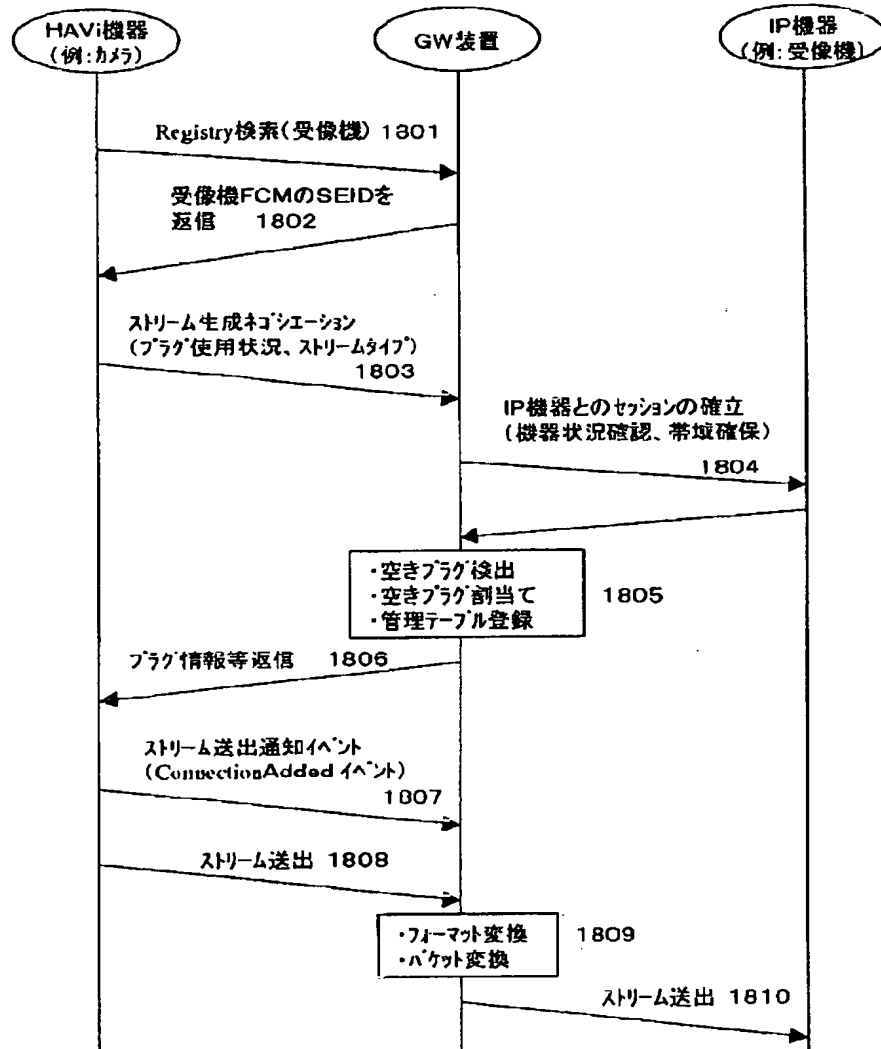 HAVi機器
(例:カメラ)
GW装置
IP機器
(例:受像機)
Registry検索(受像機) 1801
受像機FCMのSEIDを
返信 1802
ストリーム生成ネゴシエーション
(プラグ使用状況、ストリームタイプ)
1803
IP機器とのセッションの確立
(機器状況確認、帯域確保)
1804
・空きプラグ検出
・空きプラグ割当て
・管理テーブル登録
1805
プラグ情報等返信 1806
ストリーム送出通知イベント
(ConnectionAdded イベント)
1807
ストリーム送出 1808
・フォーマット変換
・パケット変換
1809
ストリーム送出 1810